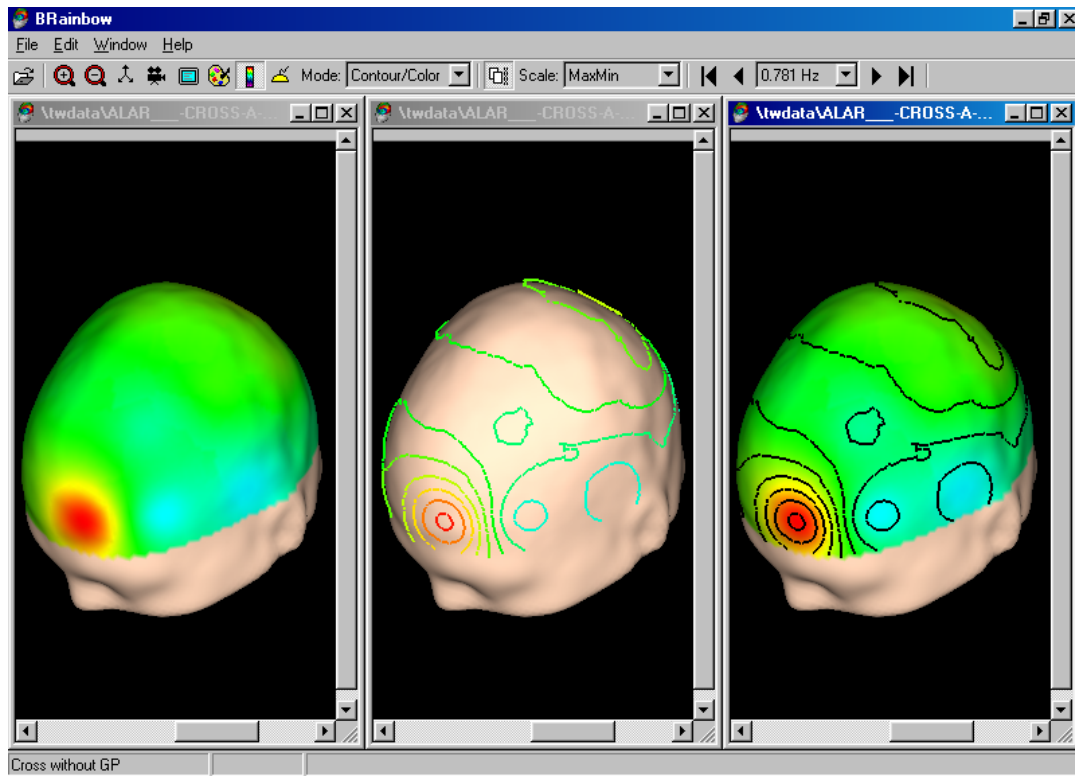 BRainbow
File Edit Window Help
Mode: Contour/Color Scale: MaxMin 0.781 Hz
\twdata\ALAR___-CROSS-A-... \twdata\ALAR___-CROSS-A-... \twdata\ALAR___-CROSS-A-...
Cross without GP